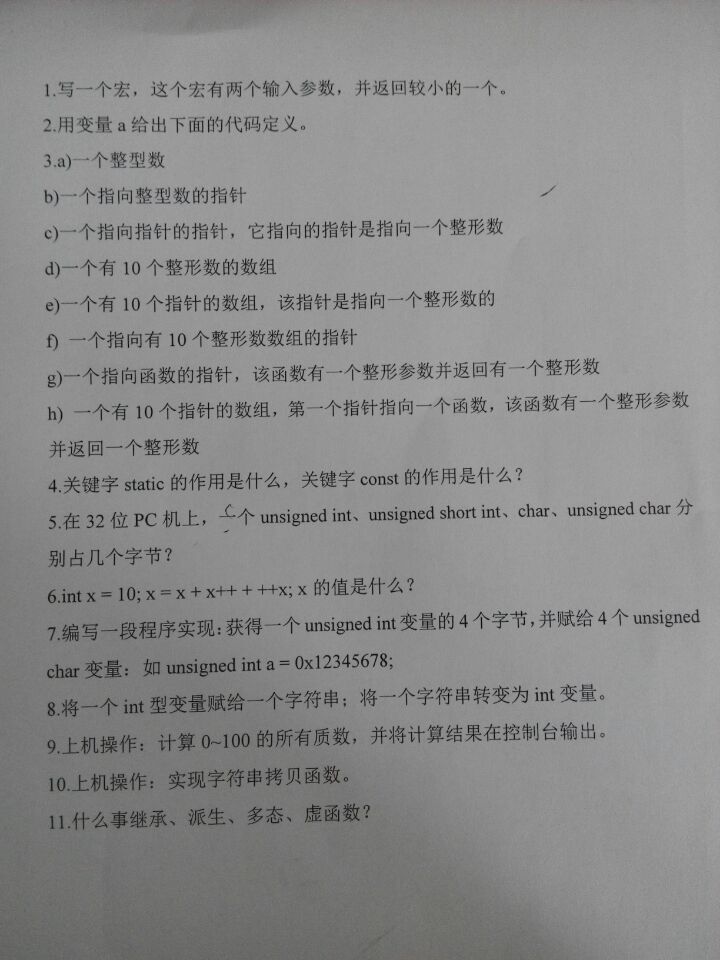 1.写一个宏，这个宏有两个输入参数，并返回较小的一个。
2.用变量 a 给出下面的代码定义。
3.a)一个整型数
b)一个指向整型数的指针
c)一个指向指针的指针，它指向的指针是指向一个整形数
d)一个有 10 个整形数的数组
e)一个有 10 个指针的数组，该指针是指向一个整形数的
f) 一个指向有 10 个整形数数组的指针
g)一个指向函数的指针，该函数有一个整形参数并返回有一个整形数
h) 一个有 10 个指针的数组，第一个指针指向一个函数，该函数有一个整形参数
并返回一个整形数
4.关键字 static 的作用是什么，关键字 const 的作用是什么？
5.在 32 位 PC 机上，一个 unsigned int、unsigned short int、char、unsigned char 分
别占几个字节？
6.int x = 10; x = x + x++ + ++x; x 的值是什么？
7.编写一段程序实现：获得一个 unsigned int 变量的 4 个字节，并赋给 4 个 unsigned
char 变量：如 unsigned int a = 0x12345678;
8.将一个 int 型变量赋给一个字符串；将一个字符串转变为 int 变量。
9.上机操作：计算 0~100 的所有质数，并将计算结果在控制台输出。
10.上机操作：实现字符串拷贝函数。
11.什么事继承、派生、多态、虚函数？